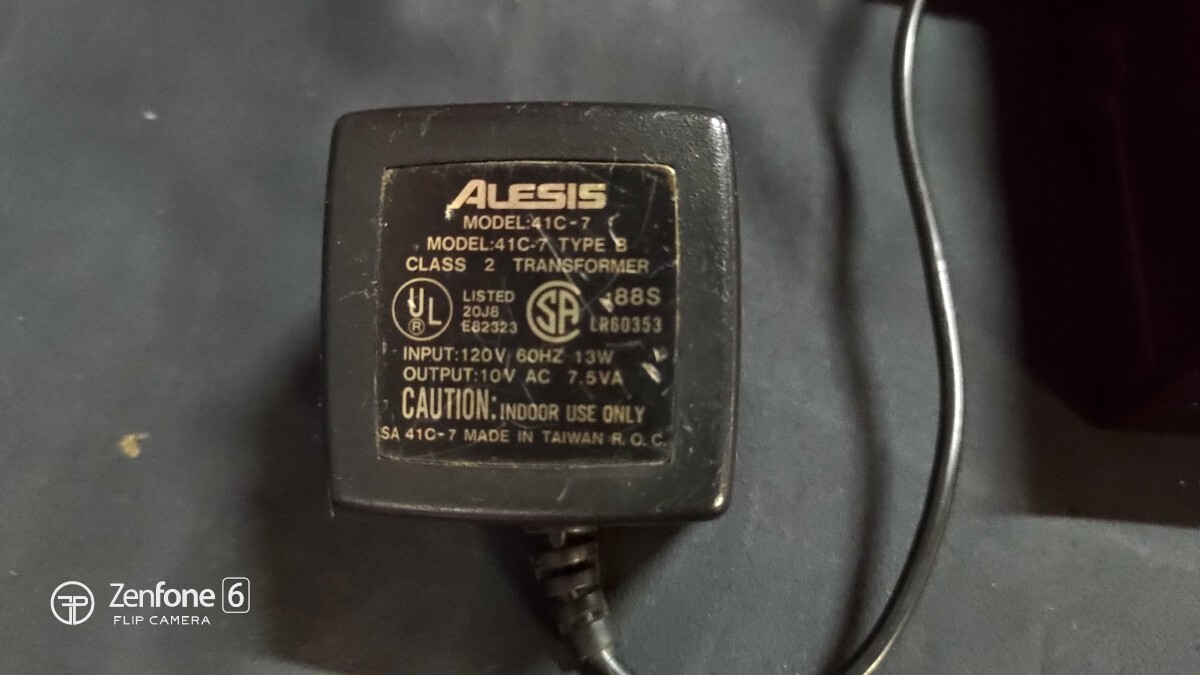 ALESIS
MODEL:41C-7
MODEL:41C-7 TYPE B
CLASS 2 TRANSFORMER
UL
®
LISTED
20J8
E82323
SA
88S
LR60353
INPUT:120V 60HZ 13W
OUTPUT:10V AC 7.5VA
CAUTION: INDOOR USE ONLY
SA 41C-7 MADE IN TAIWAN R.O.C.
Zenfone 6
FLIP CAMERA